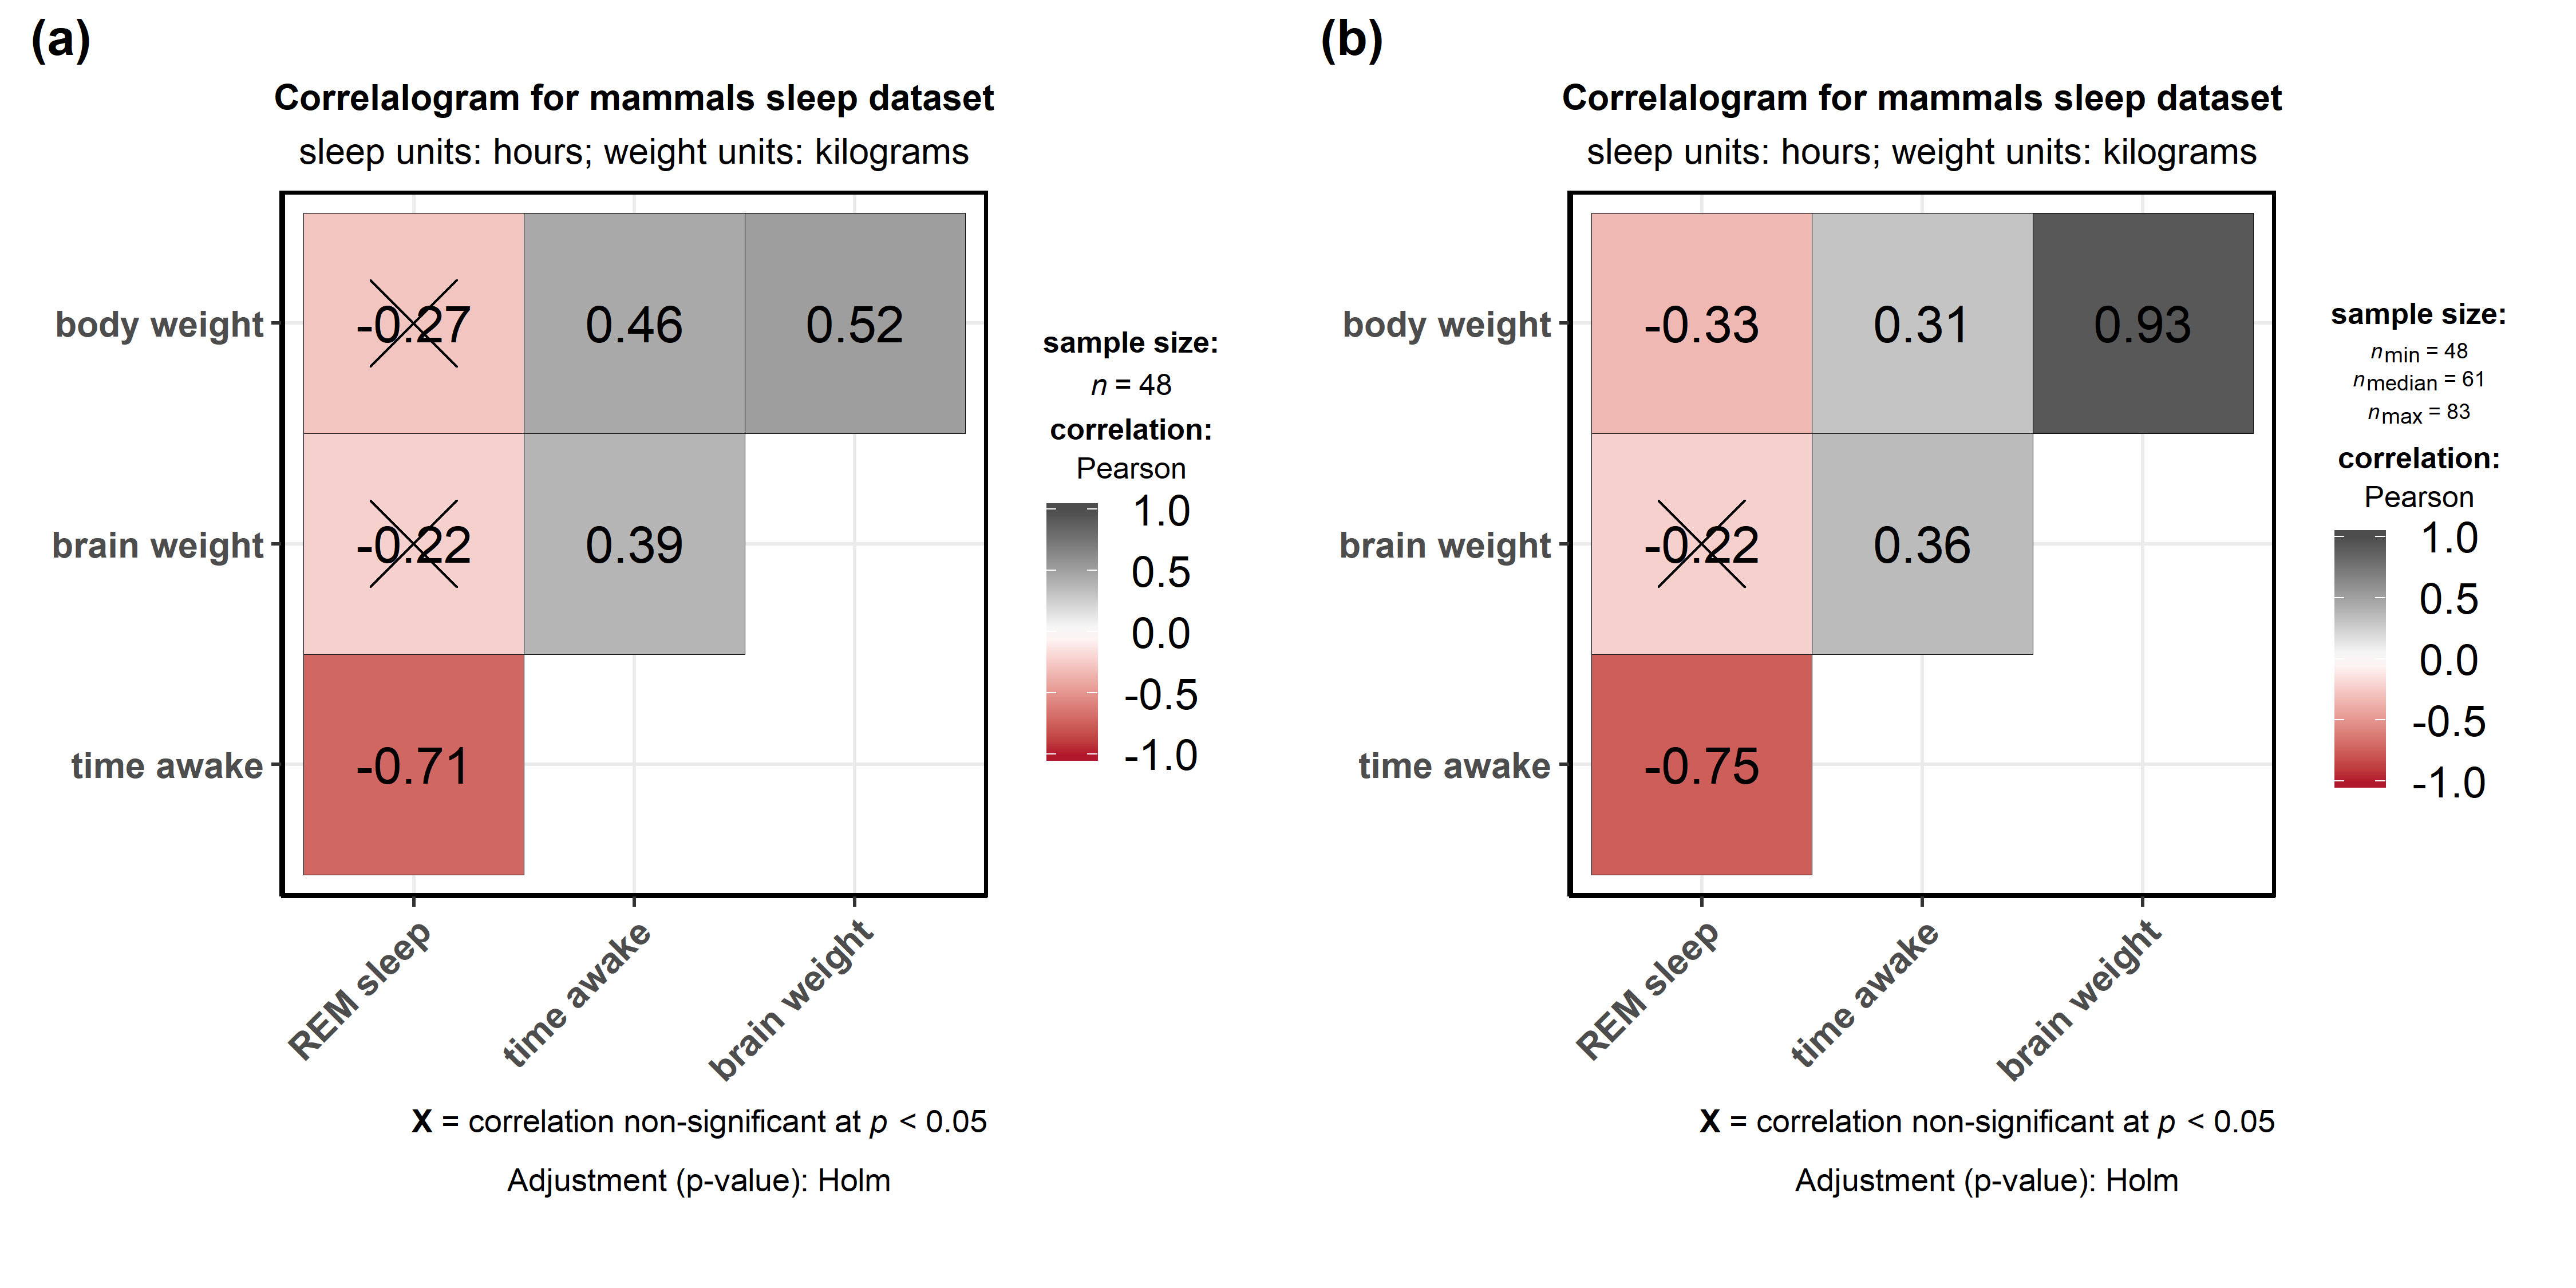 (a)
Correlalogram for mammals sleep dataset
sleep units: hours; weight units: kilograms
body weight
-0.27 0.46 0.52
brain weight
-0.22 0.39
time awake
-0.71
REM sleep
time awake
brain weight
sample size:
n = 48
correlation:
Pearson
1.0
0.5
0.0
-0.5
-1.0
X = correlation non-significant at p < 0.05
Adjustment (p-value): Holm
(b)
Correlalogram for mammals sleep dataset
sleep units: hours; weight units: kilograms
body weight
-0.33 0.31 0.93
brain weight
-0.22 0.36
time awake
-0.75
REM sleep
time awake
brain weight
sample size:
nmin = 48
nmedian = 61
nmax = 83
correlation:
Pearson
1.0
0.5
0.0
-0.5
-1.0
X = correlation non-significant at p < 0.05
Adjustment (p-value): Holm